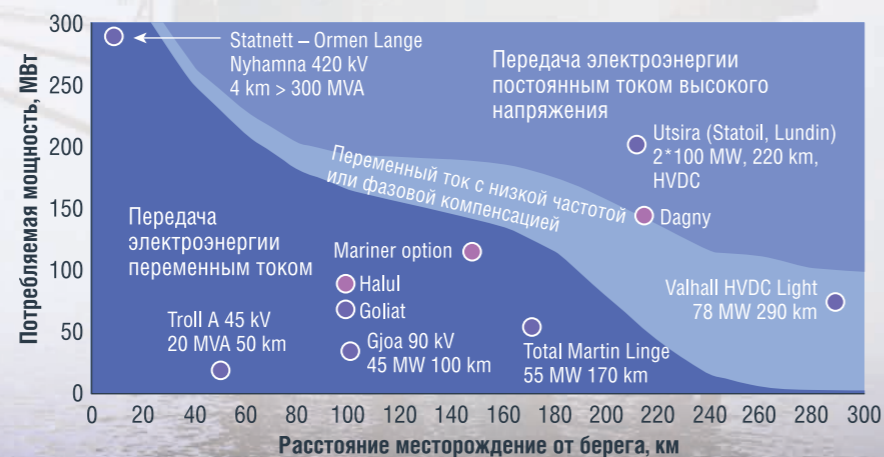 Потребляемая мощность, МВт
300
250
200
150
100
50
0
Statnett – Ormen Lange
Nyhamna 420 kV
4 km > 300 MVA
Передача электроэнергии
постоянным током высокого
напряжения
Utsira (Statoil, Lundin)
2*100 MW, 220 km,
HVDC
Переменный ток с низкой частотой
или фазовой компенсацией
Dagny
Передача
электроэнергии
переменным током
Mariner option
Halul
Goliat
Valhall HVDC Light
78 MW 290 km
Troll A 45 kV
20 MVA 50 km
Gjoa 90 kV
45 MW 100 km
Total Martin Linge
55 MW 170 km
0 20 40 60 80 100 120 140 160 180 200 220 240 260 280 300
Расстояние месторождение от берега, км